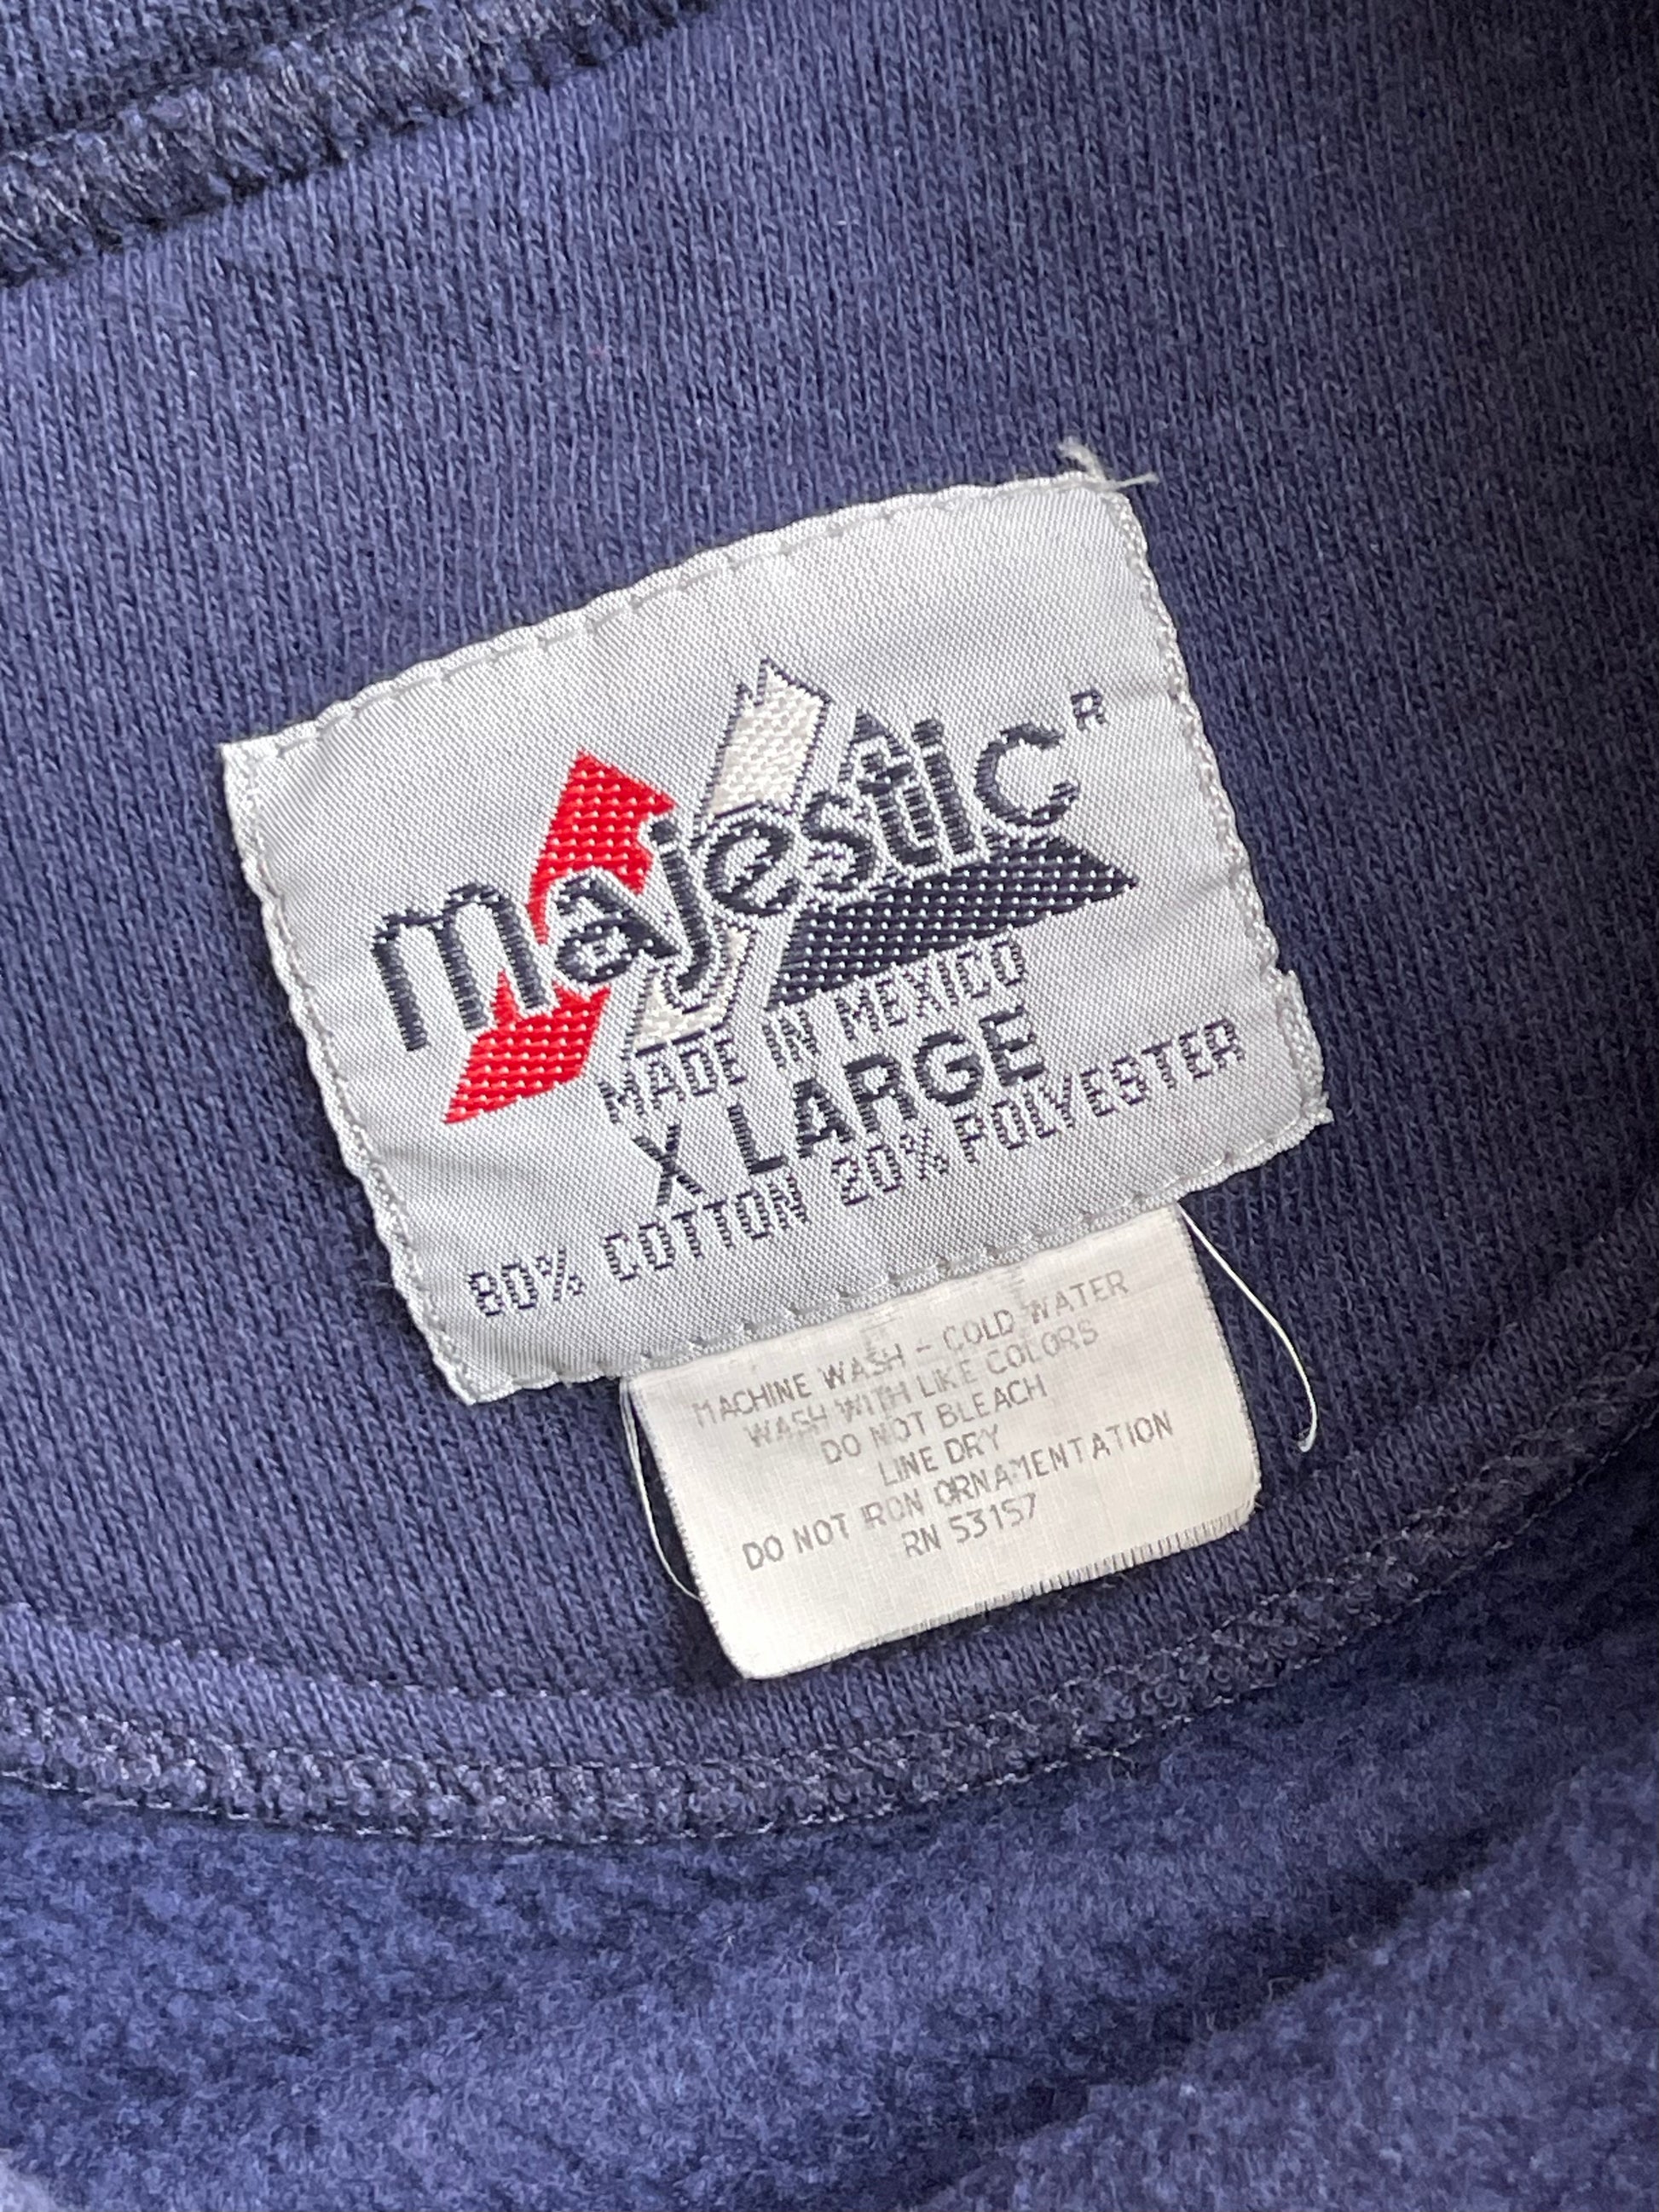 majestic R
MADE IN MEXICO
X LARGE
80% COTTON 20% POLYESTER
MACHINE WASH - COLD WATER
WASH WITH LIKE COLORS
DO NOT BLEACH
LINE DRY
DO NOT IRON ORNAMENTATION
RN 53157